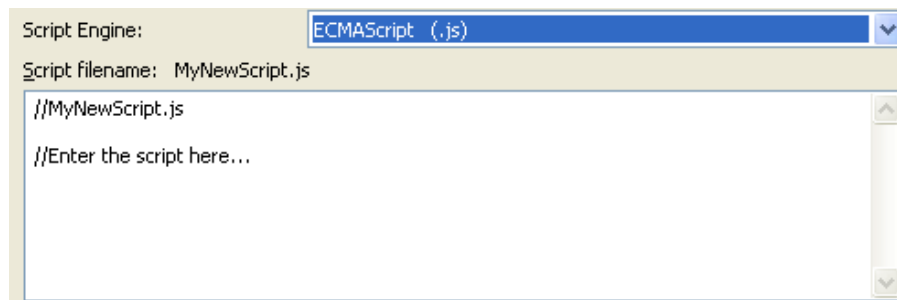 Script Engine: ECMAScript (.js)
Script filename: MyNewScript.js
//MyNewScript.js
//Enter the script here...